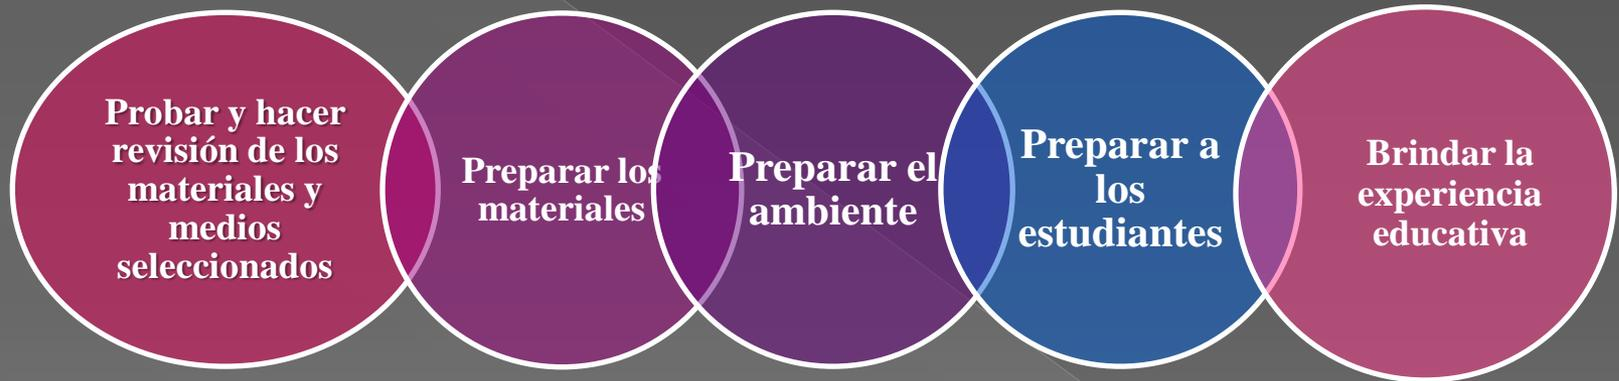 Probar y hacer
revisión de los
materiales y
medios
seleccionados
Preparar los
materiales
Preparar el
ambiente
Preparar a
los
estudiantes
Brindar la
experiencia
educativa